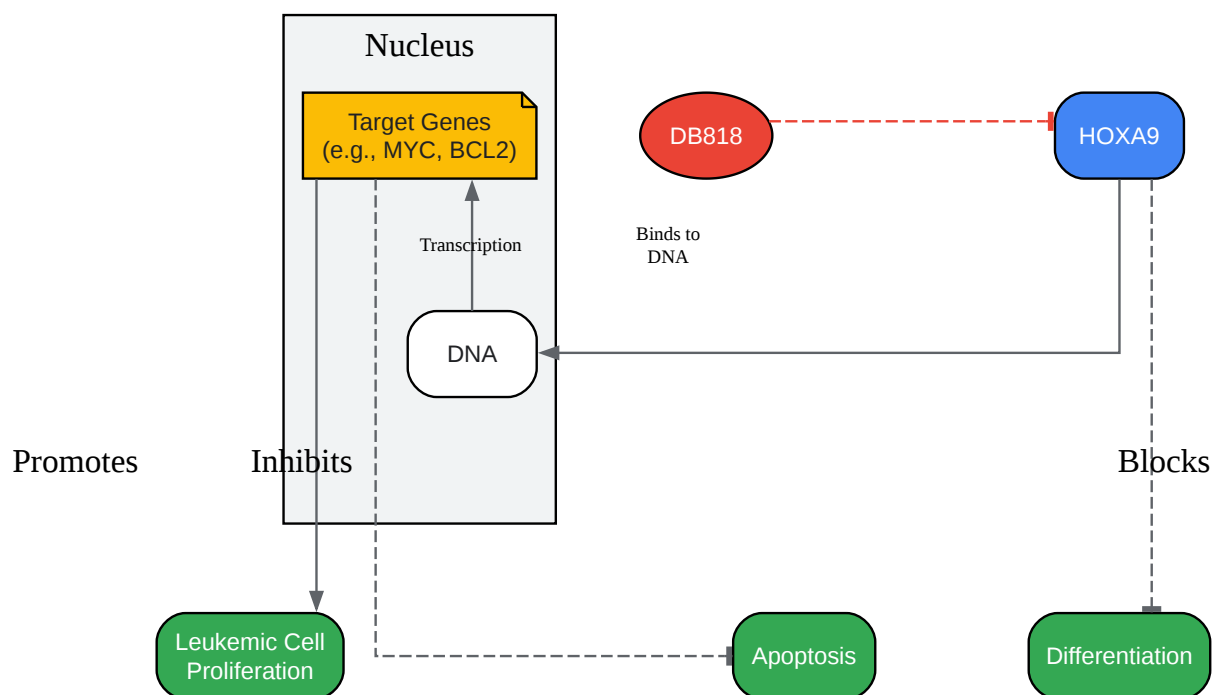 Nucleus
Target Genes
(e.g., MYC, BCL2)
DB818
HOXA9
Transcription
Binds to
DNA
DNA
Promotes
Inhibits
Blocks
Leukemic Cell
Proliferation
Apoptosis
Differentiation